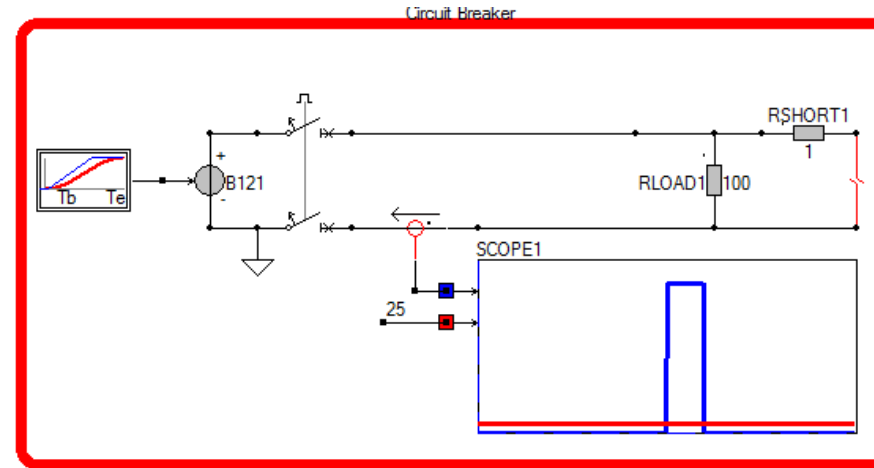 Circuit Breaker
RSHORT1
1
+
B121
-
Tb Te
RLOAD1 100
SCOPE1
25